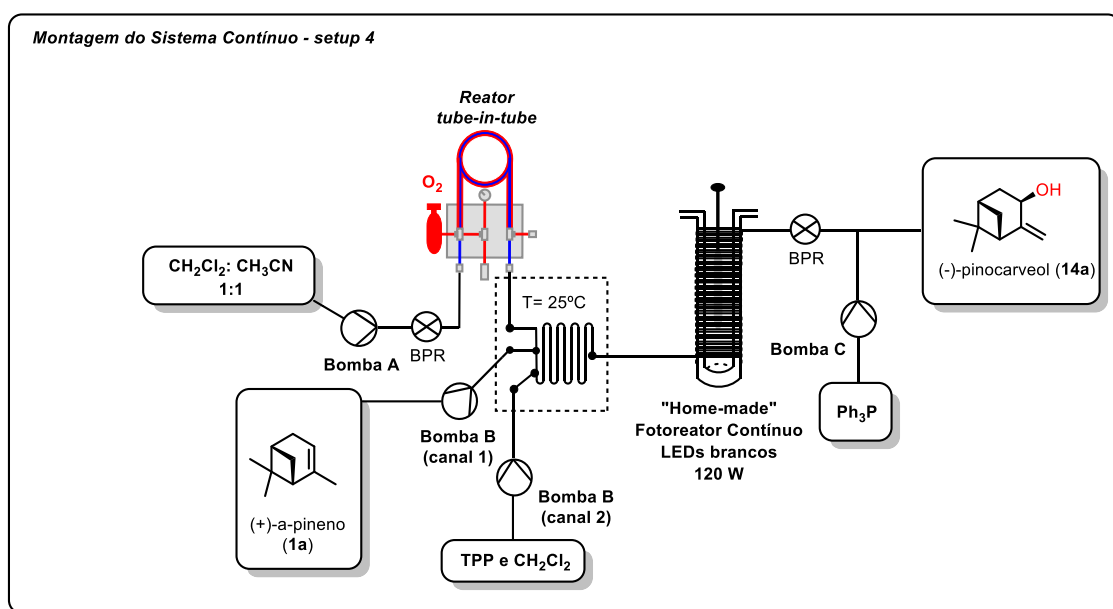 Montagem do Sistema Contínuo - setup 4
Reator
tube-in-tube
O₂
CH₂Cl₂: CH₃CN
1:1
Bomba A
BPR
T= 25ºC
(+)-a-pineno
(1a)
Bomba B
(canal 1)
Bomba B
(canal 2)
TPP e CH₂Cl₂
"Home-made"
Fotoreator Contínuo
LEDs brancos
120 W
BPR
Bomba C
Ph₃P
OH
(-)-pinocarveol (14a)